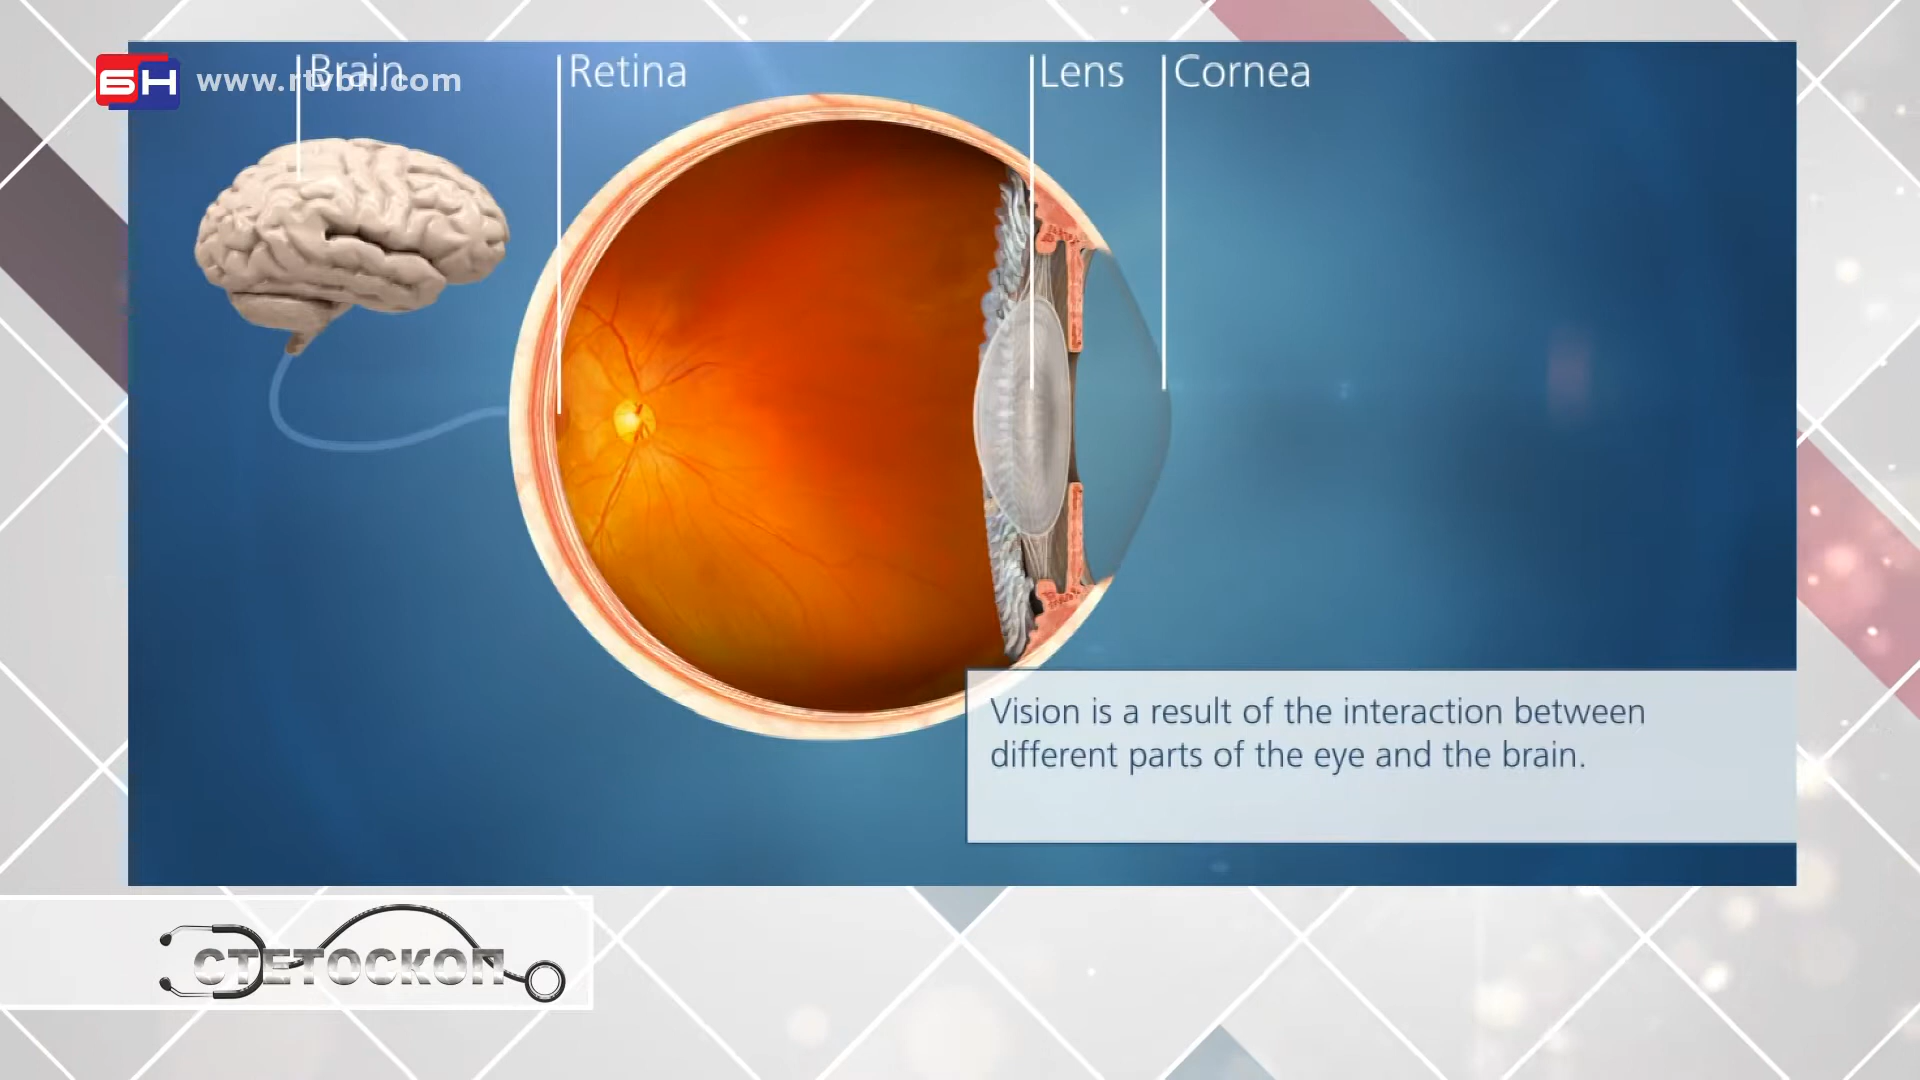 Brain
Retina
Lens
Cornea
БН www.rtvbn.com
Vision is a result of the interaction between
different parts of the eye and the brain.
СТЕТОСКОП